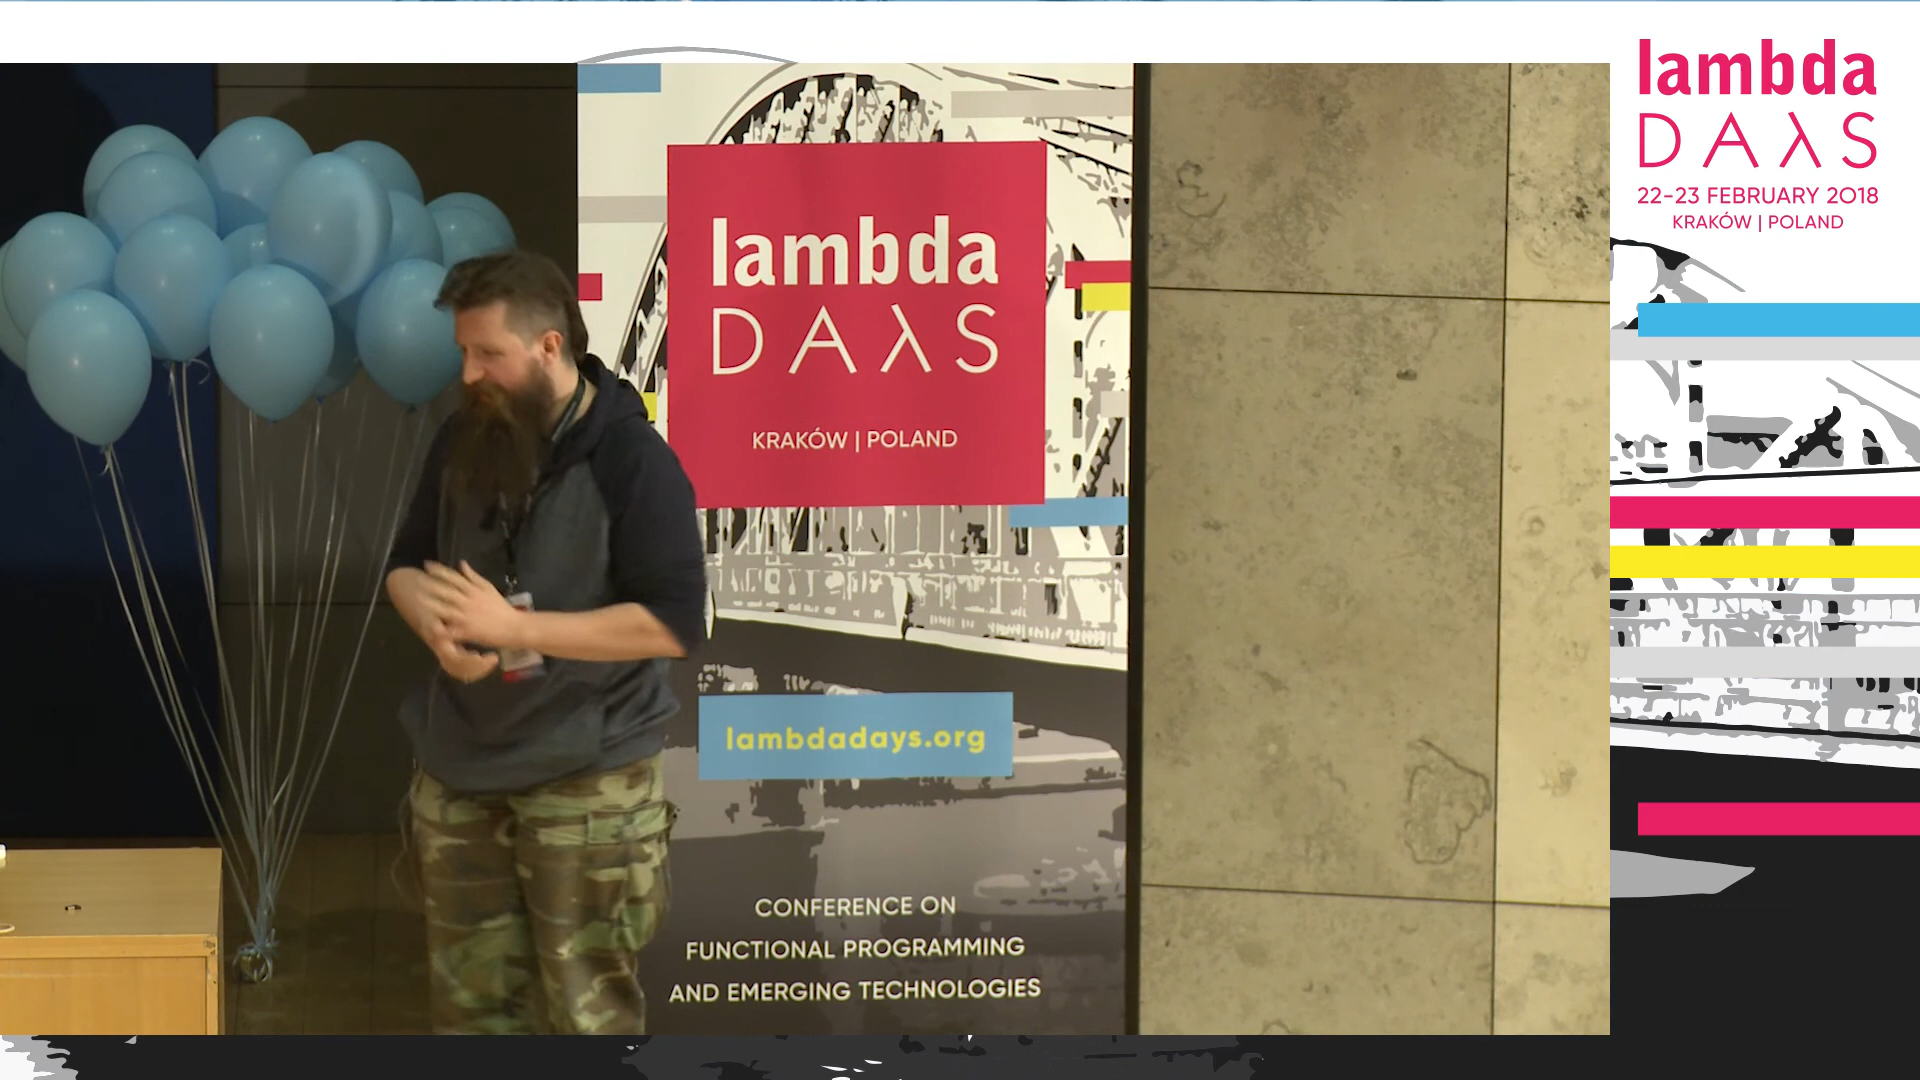 lambda
DAλS
KRAKÓW | POLAND
lambdadays.org
CONFERENCE ON
FUNCTIONAL PROGRAMMING
AND EMERGING TECHNOLOGIES
lambda
DAλS
22-23 FEBRUARY 2018
KRAKÓW | POLAND